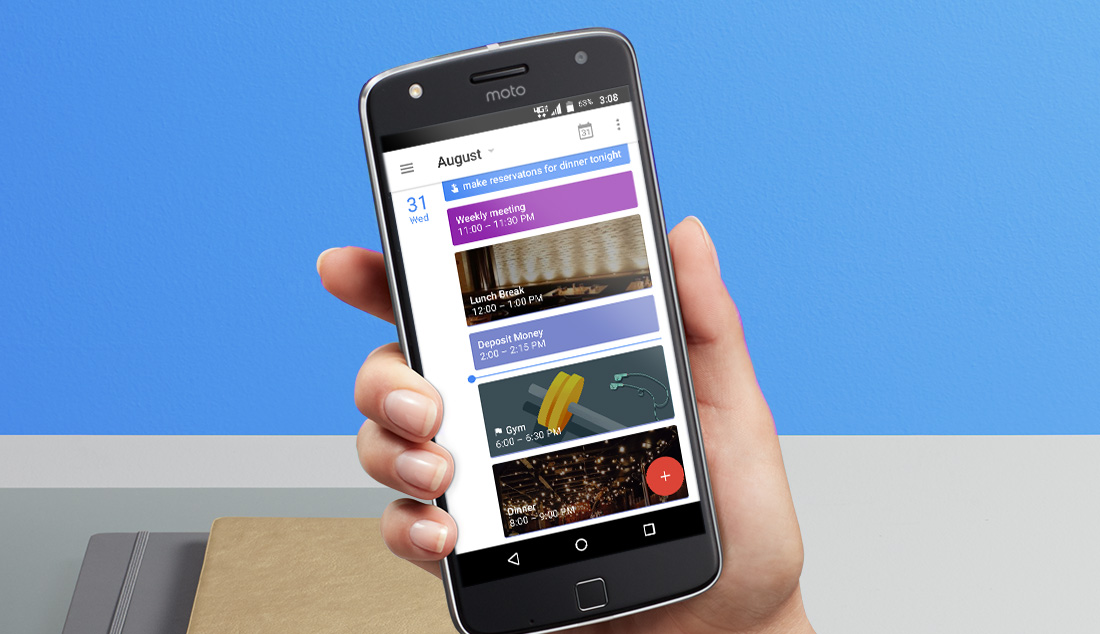 moto
4G 63% 3:08
August
31
make reservatons for dinner tonight
31
Wed
Weekly meeting
11:00 – 11:30 PM
Lunch Break
12:00 – 1:00 PM
Deposit Money
2:00 – 2:15 PM
Gym
6:00 – 6:30 PM
Dinner
8:00 – 9:00 PM